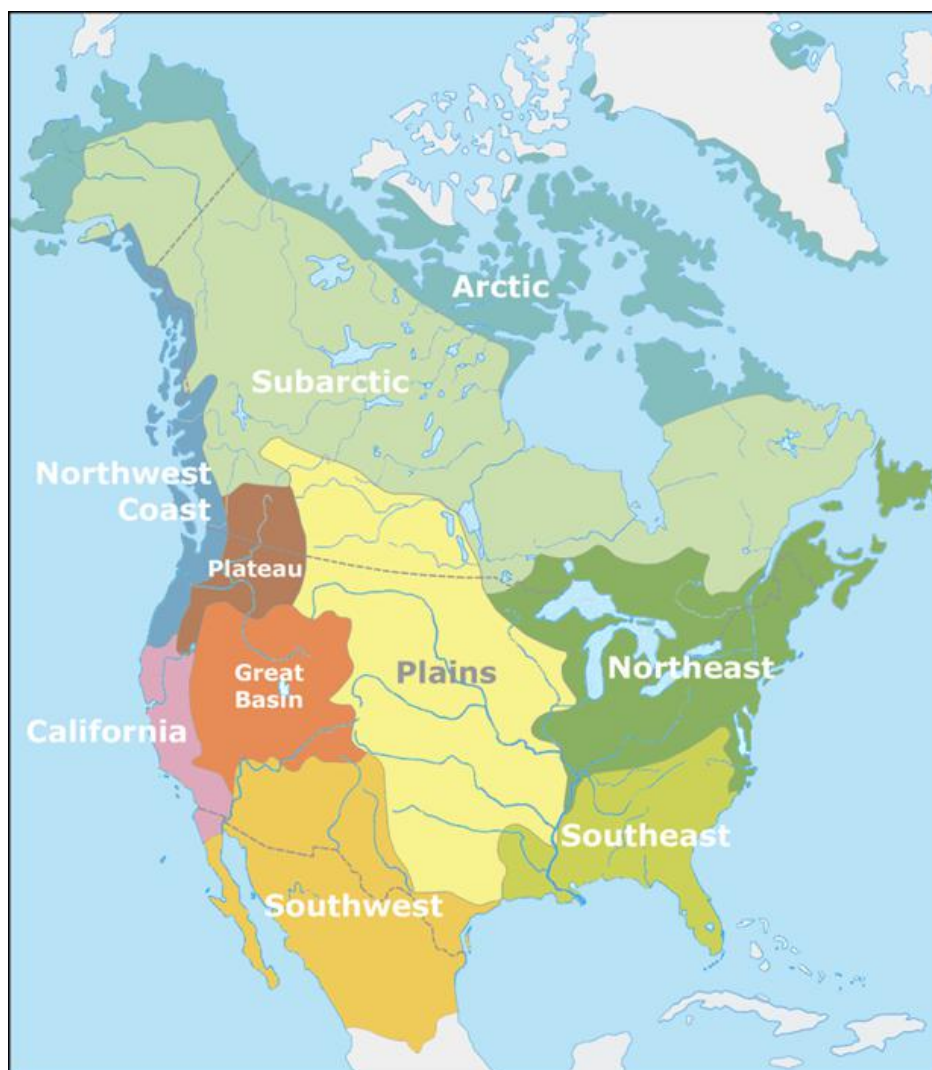 Arctic
Subarctic
Northwest
Coast
Plateau
Great
Basin
Plains
Northeast
California
Southeast
Southwest